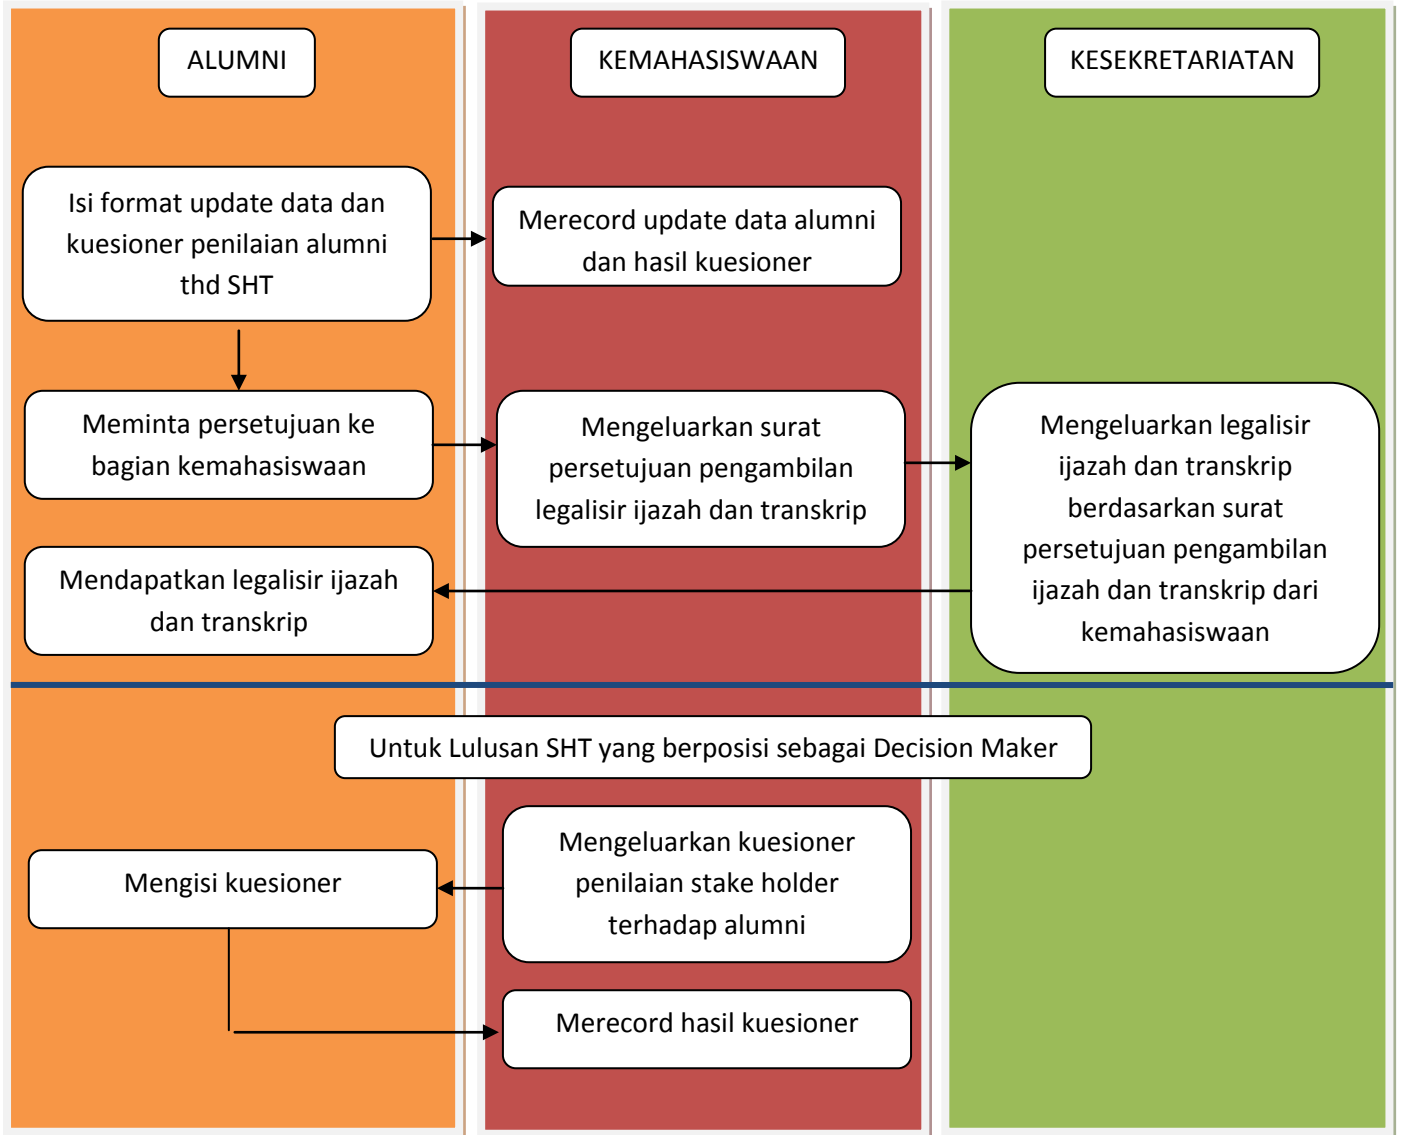 ALUMNI
KEMAHASISWAAN
KESEKRETARIATAN
Isi format update data dan
kuesioner penilaian alumni
thd SHT
Merecord update data alumni
dan hasil kuesioner
Meminta persetujuan ke
bagian kemahasiswaan
Mengeluarkan surat
persetujuan pengambilan
legalisir ijazah dan transkrip
Mengeluarkan legalisir
ijazah dan transkrip
berdasarkan surat
persetujuan pengambilan
ijazah dan transkrip dari
kemahasiswaan
Mendapatkan legalisir ijazah
dan transkrip
Untuk Lulusan SHT yang berposisi sebagai Decision Maker
Mengeluarkan kuesioner
penilaian stake holder
terhadap alumni
Mengisi kuesioner
Merecord hasil kuesioner